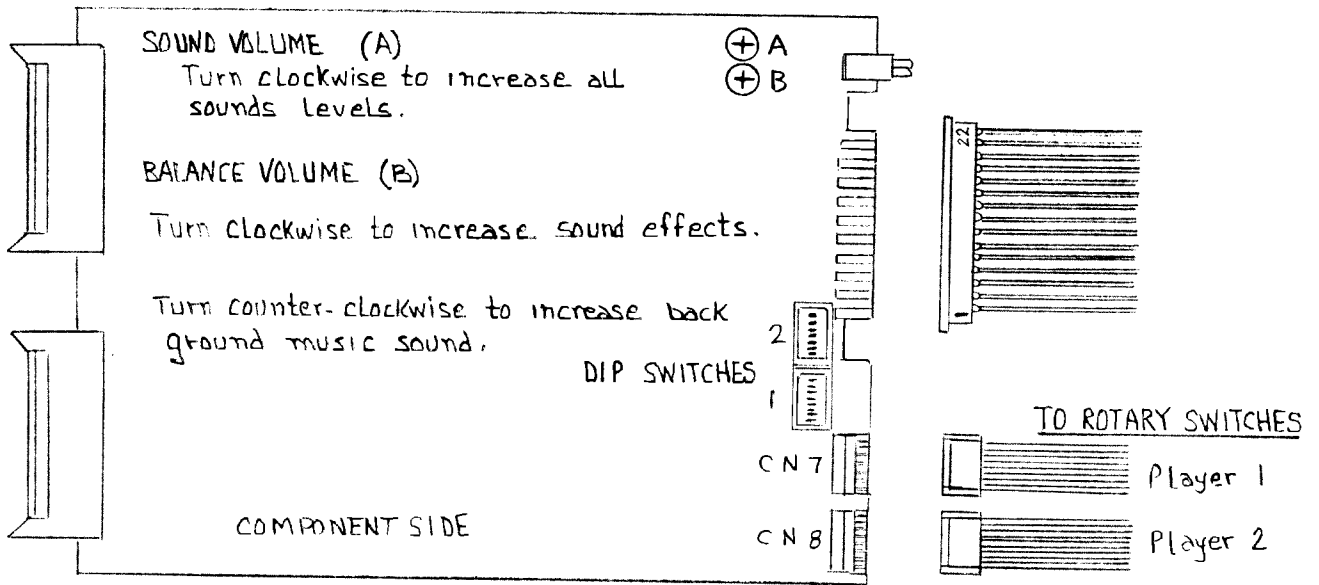 SOUND VOLUME (A)
Turn clockwise to increase all
sounds levels.
A
B
BALANCE VOLUME (B)
Turn clockwise to increase sound effects.
Turn counter-clockwise to increase back
ground music sound.
22
1
2
DIP SWITCHES
1
CN7
CN8
COMPONENT SIDE
TO ROTARY SWITCHES
Player 1
Player 2